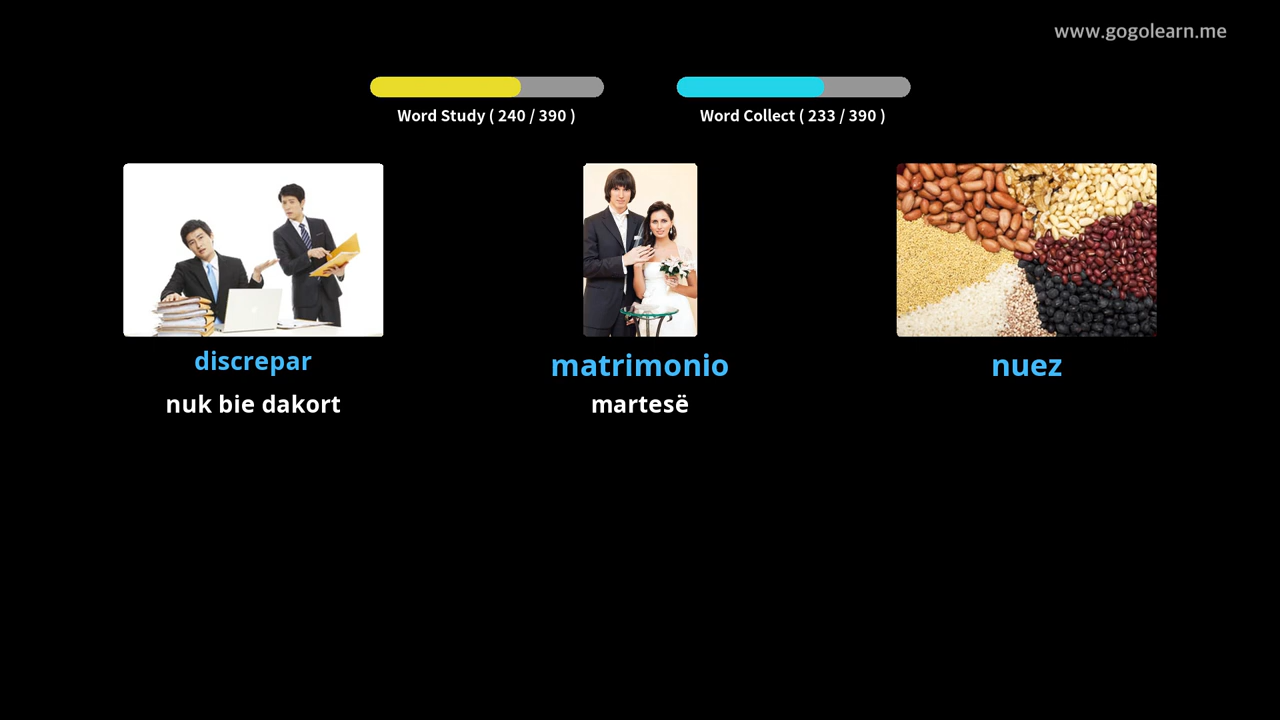 www.gogolearn.me
Word Study ( 240 / 390 )
Word Collect ( 233 / 390 )
discrepar
nuk bie dakort
matrimonio
martesë
nuez